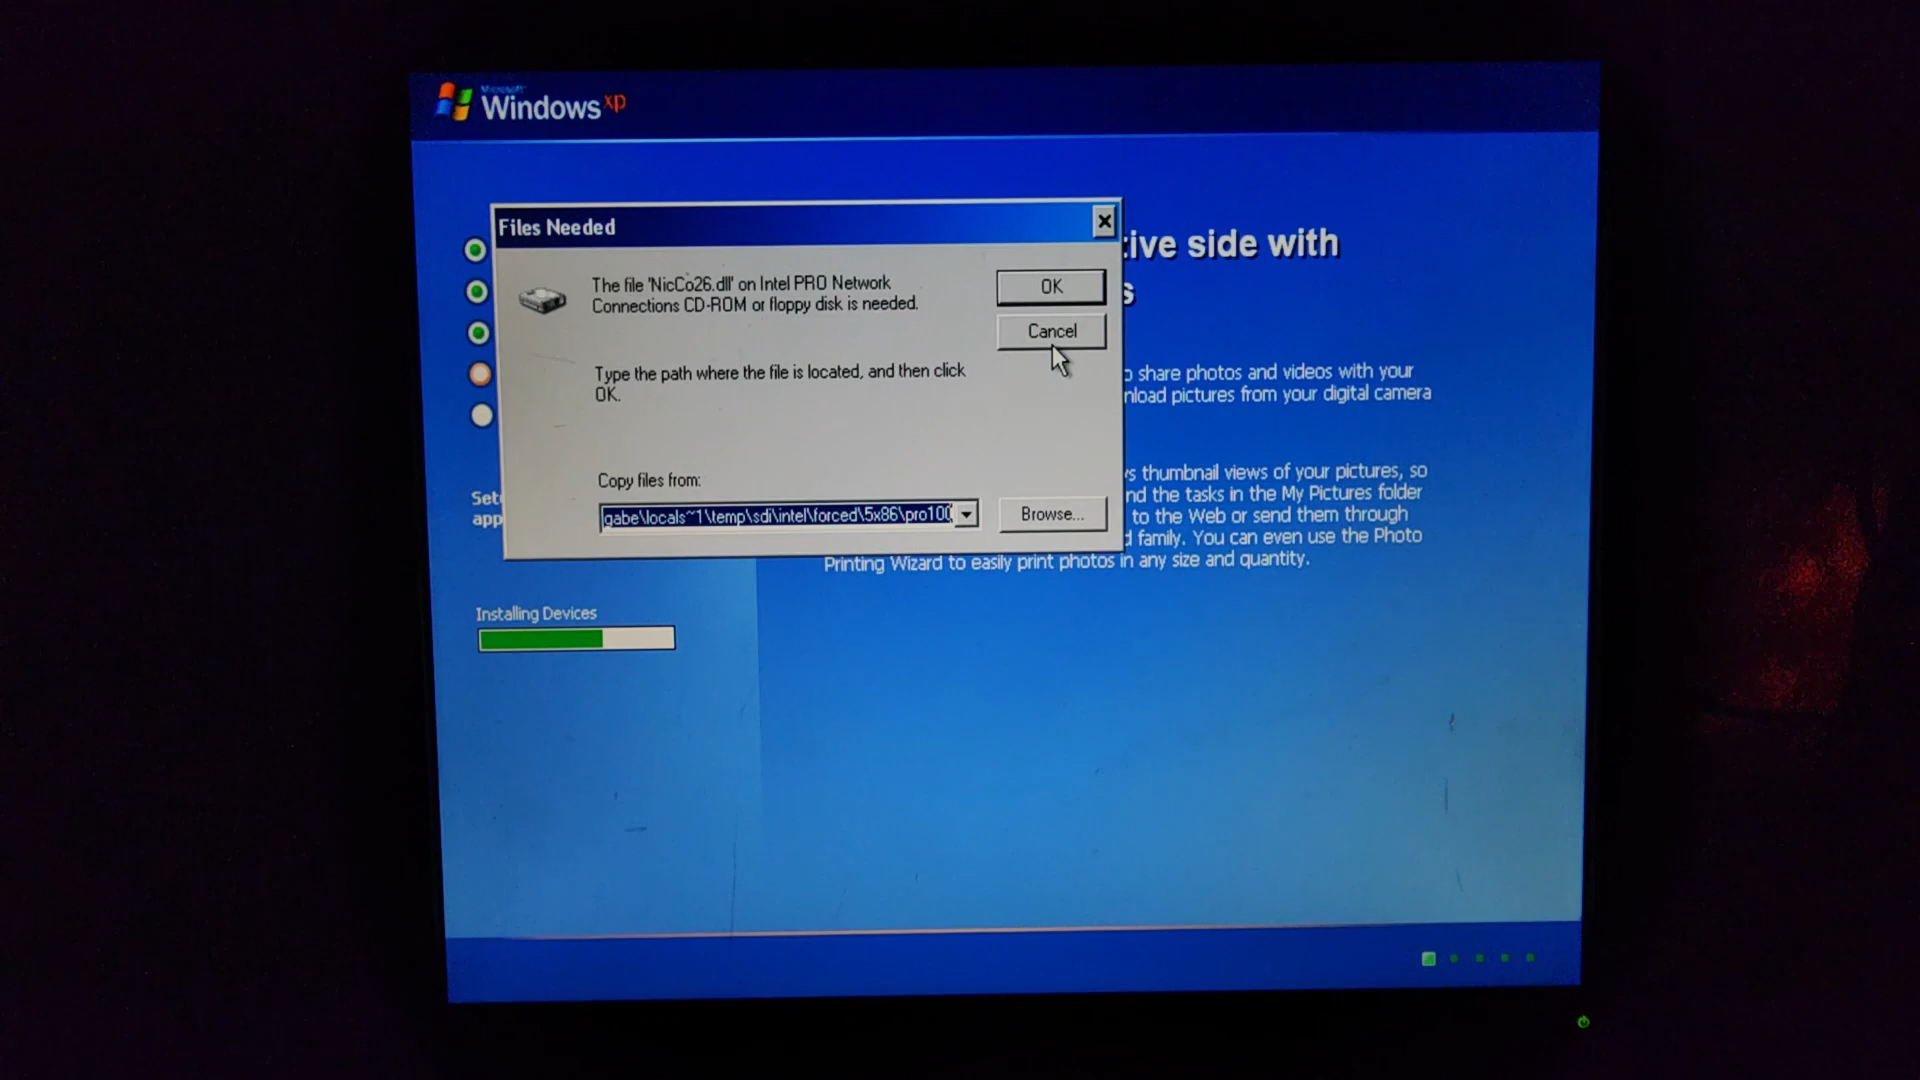 Microsoft
Windows xp
Files Needed
The file 'NicCo26.dll' on Intel PRO Network
Connections CD-ROM or floppy disk is needed.
OK
Cancel
Type the path where the file is located, and then click
OK.
Copy files from:
gabe\locals~1\temp\sdi\intel\forced\5x86\pro100
Browse...
tive side with
s
o share photos and videos with your
nload pictures from your digital camera
ys thumbnail views of your pictures, so
nd the tasks in the My Pictures folder
to the Web or send them through
d family. You can even use the Photo
Printing Wizard to easily print photos in any size and quantity.
Set
app
Installing Devices